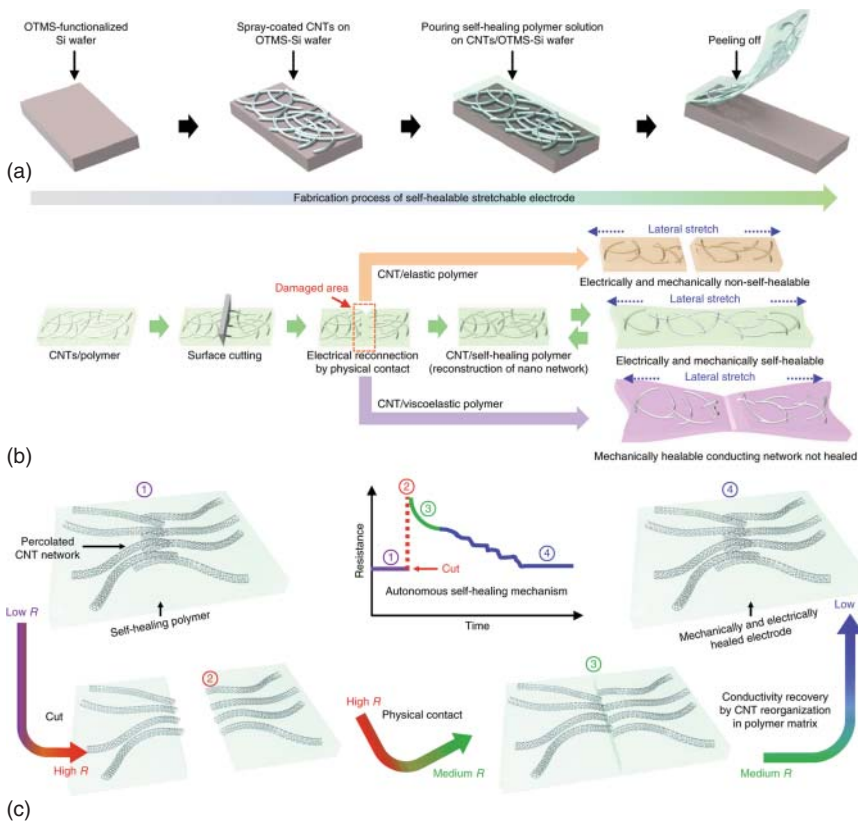 OTMS-functionalized
Si wafer
Spray-coated CNTs on
OTMS-Si wafer
Pouring self-healing polymer solution
on CNTs/OTMS-Si wafer
Peeling off
(a)
Fabrication process of self-healable stretchable electrode
Lateral stretch
CNT/elastic polymer
Electrically and mechanically non-self-healable
Damaged area
Lateral stretch
CNTs/polymer
Surface cutting
Electrical reconnection
by physical contact
CNT/self-healing polymer
(reconstruction of nano network)
Electrically and mechanically self-healable
Lateral stretch
CNT/viscoelastic polymer
Mechanically healable conducting network not healed
(b)
1
Percolated
CNT network
Self-healing polymer
Low R
Resistance
2
3
1
4
Cut
Autonomous self-healing mechanism
Time
4
Mechanically and electrically
healed electrode
Low
2
Cut
High R
High R
Physical contact
Medium R
3
Conductivity recovery
by CNT reorganization
in polymer matrix
Medium R
(c)